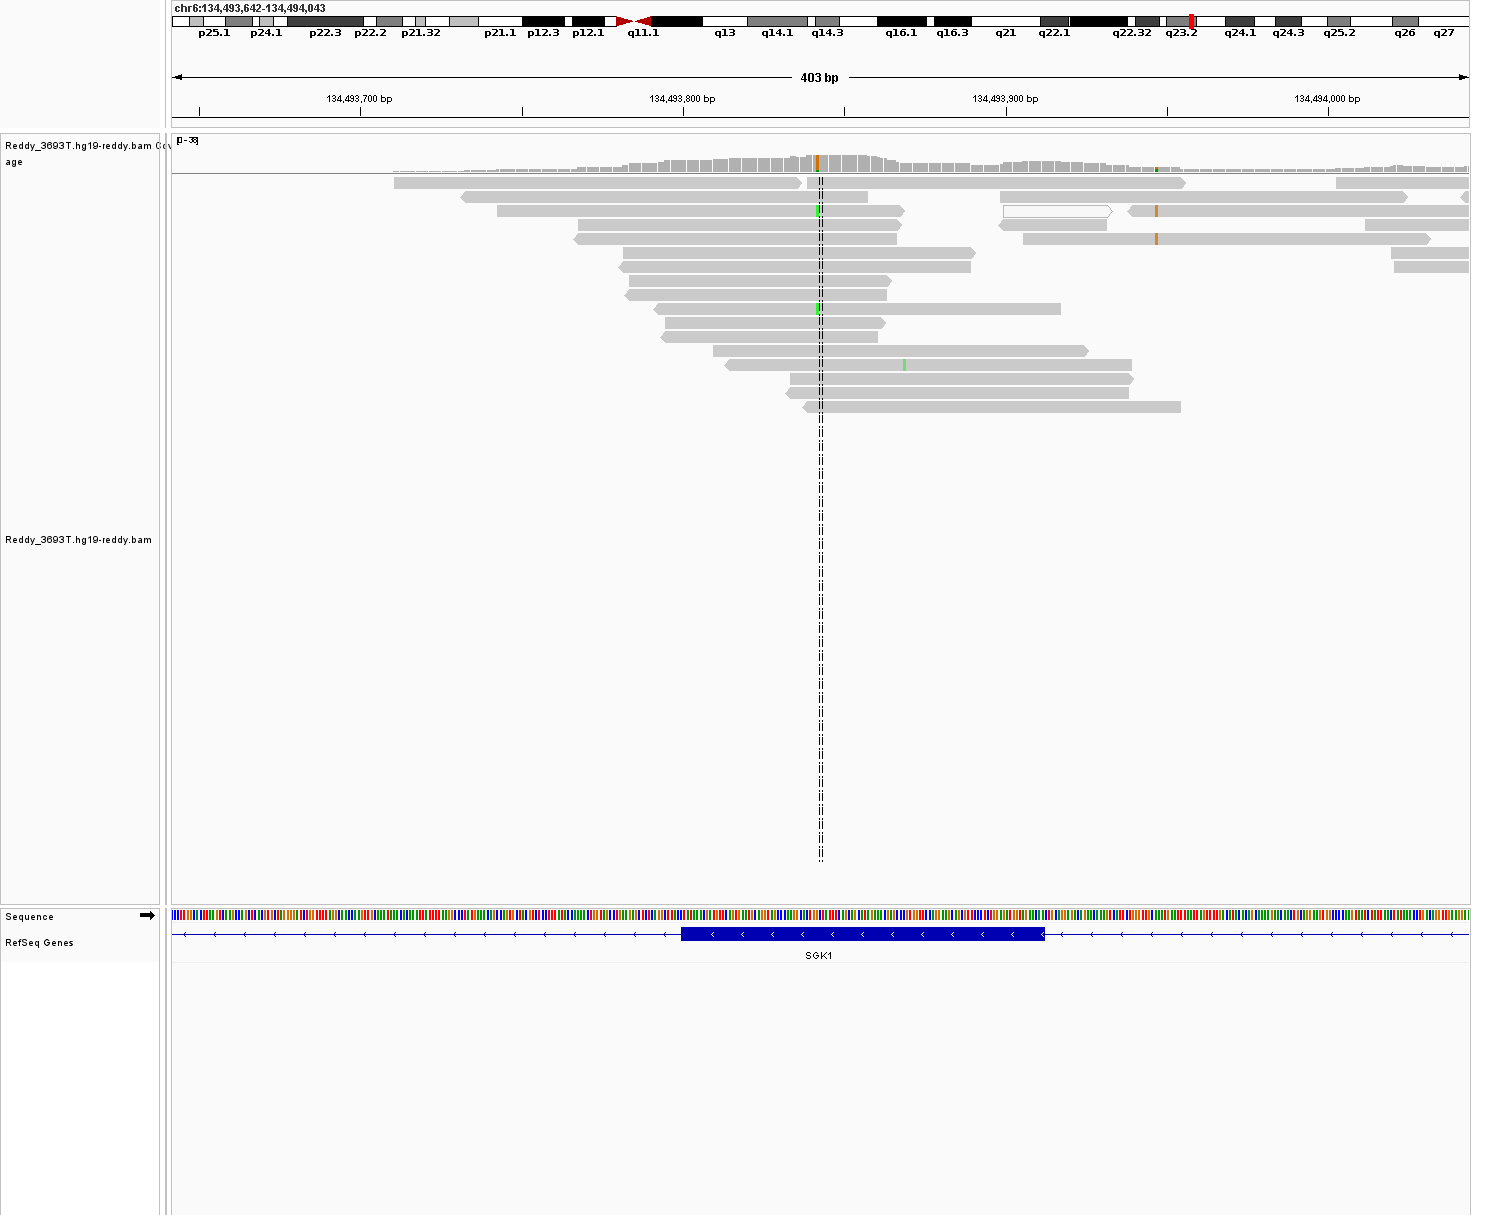 chr6:134,493,642-134,494,043
p25.1 p24.1 p22.3 p22.2 p21.32 p21.1 p12.3 p12.1 q11.1 q13 q14.1 q14.3 q16.1 q16.3 q21 q22.1 q22.32 q23.2 q24.1 q24.3 q25.2 q26 q27
403 bp
134,493,700 bp 134,493,800 bp 134,493,900 bp 134,494,000 bp
[0-38]
Reddy_3693T.hg19-reddy.bam Cov
age
Reddy_3693T.hg19-reddy.bam
Sequence
RefSeq Genes
SGK1